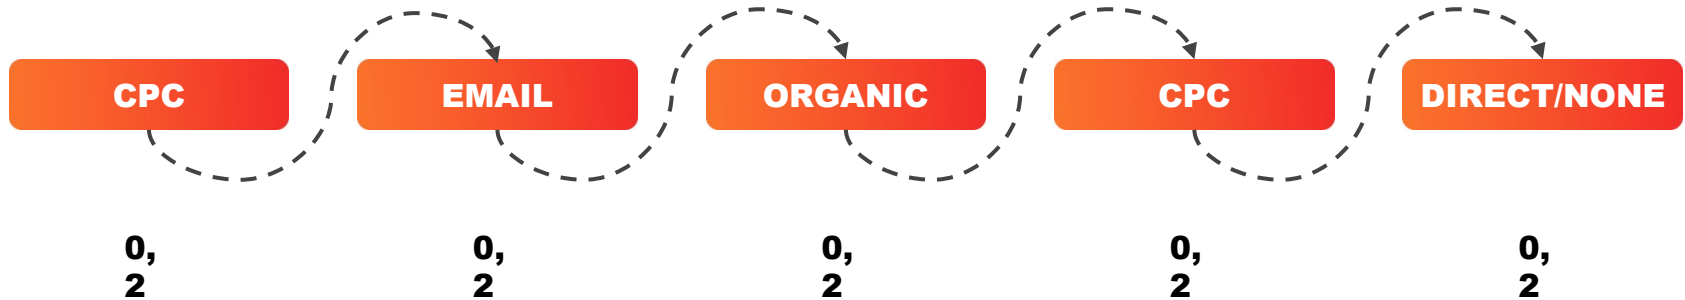 CPC EMAIL ORGANIC CPC DIRECT/NONE
0, 0, 0, 0, 0,
2 2 2 2 2